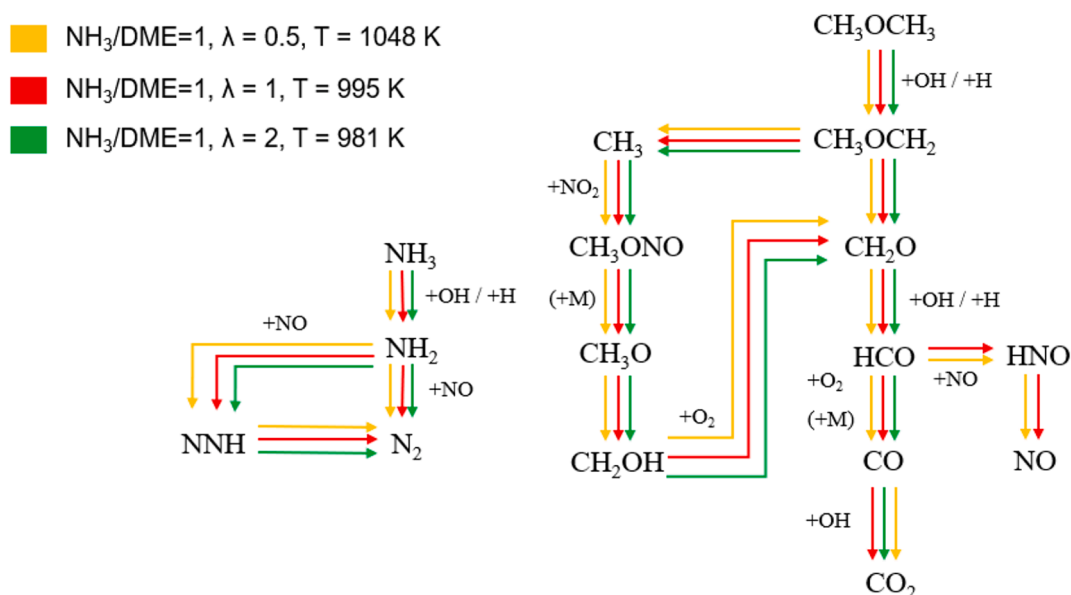 NH₃/DME=1, λ = 0.5, T = 1048 K
NH₃/DME=1, λ = 1, T = 995 K
NH₃/DME=1, λ = 2, T = 981 K
CH₃OCH₃
+OH / +H
CH₃
CH₃OCH₂
+NO₂
CH₃ONO
CH₂O
NH₃
+OH / +H
(+M)
+OH / +H
+NO
NH₂
CH₃O
HCO
HNO
+NO
+O₂
+NO
(+M)
+O₂
NNH
N₂
CH₂OH
CO
NO
+OH
CO₂